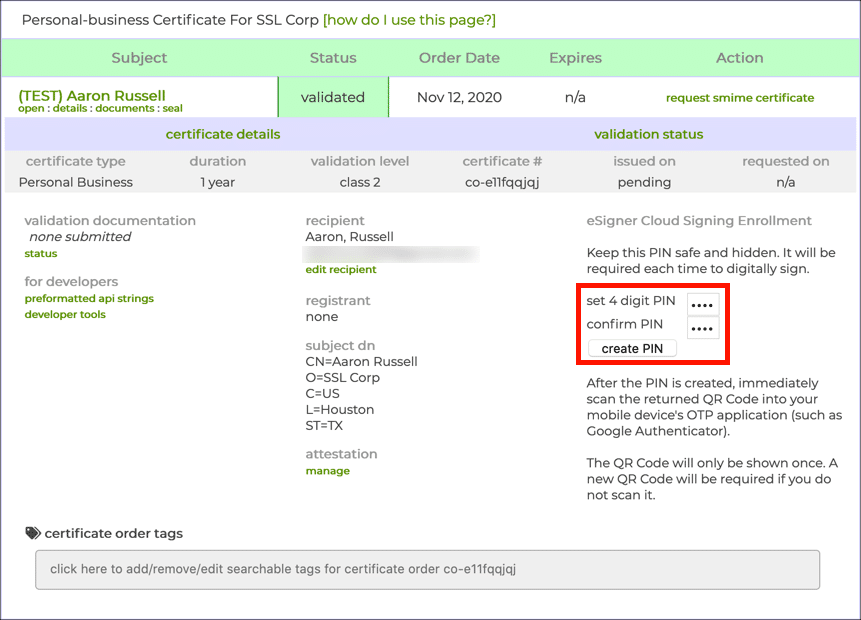 Personal-business Certificate For SSL Corp [how do I use this page?]
Subject Status Order Date Expires Action
(TEST) Aaron Russell
open : details : documents : seal
validated Nov 12, 2020 n/a request smime certificate
certificate details validation status
certificate type duration validation level certificate # issued on requested on
Personal Business 1 year class 2 co-e11fqqjqj pending n/a
validation documentation
none submitted
status
for developers
preformatted api strings
developer tools
recipient
Aaron, Russell
edit recipient
registrant
none
subject dn
CN=Aaron Russell
O=SSL Corp
C=US
L=Houston
ST=TX
attestation
manage
eSigner Cloud Signing Enrollment
Keep this PIN safe and hidden. It will be
required each time to digitally sign.
set 4 digit PIN ••••
confirm PIN ••••
create PIN
After the PIN is created, immediately
scan the returned QR Code into your
mobile device's OTP application (such as
Google Authenticator).
The QR Code will only be shown once. A
new QR Code will be required if you do
not scan it.
certificate order tags
click here to add/remove/edit searchable tags for certificate order co-e11fqqjqj